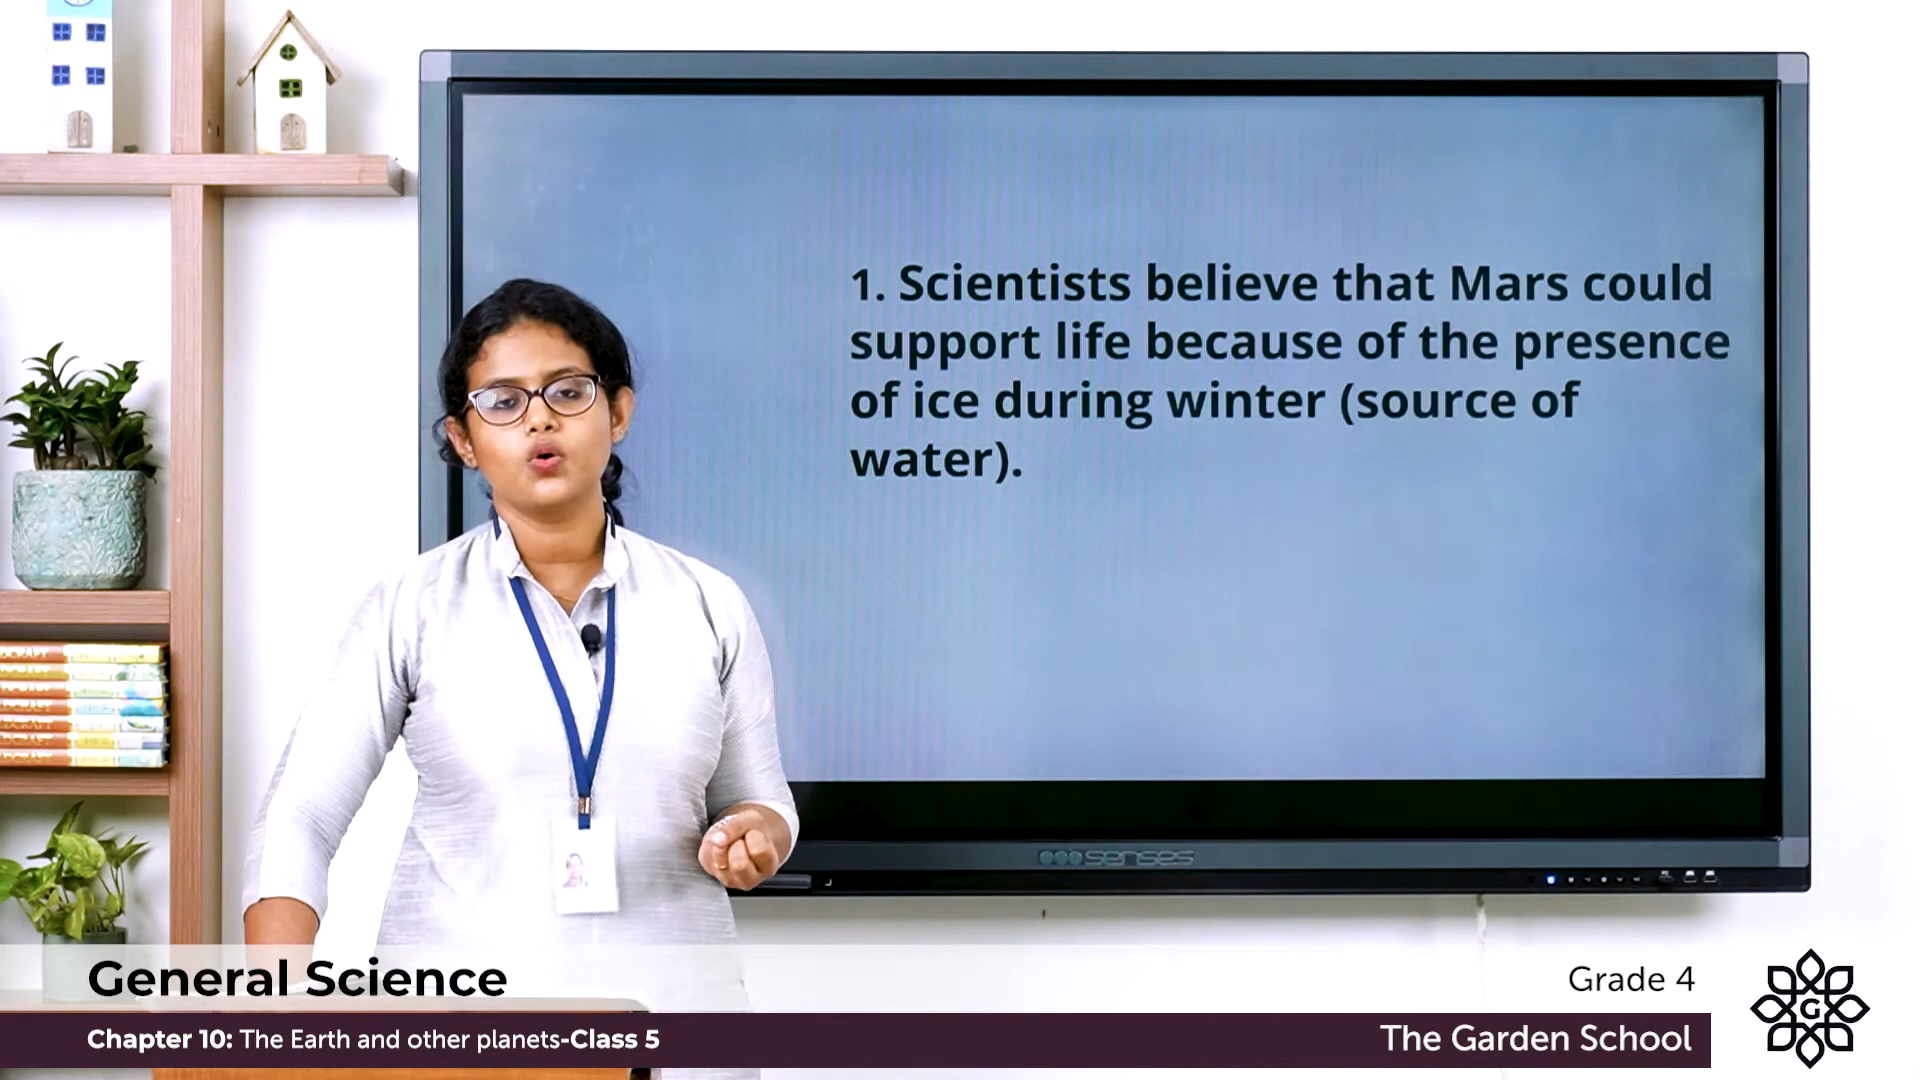 1. Scientists believe that Mars could
support life because of the presence
of ice during winter (source of
water).
senses
General Science
Grade 4
Chapter 10: The Earth and other planets-Class 5
The Garden School
G